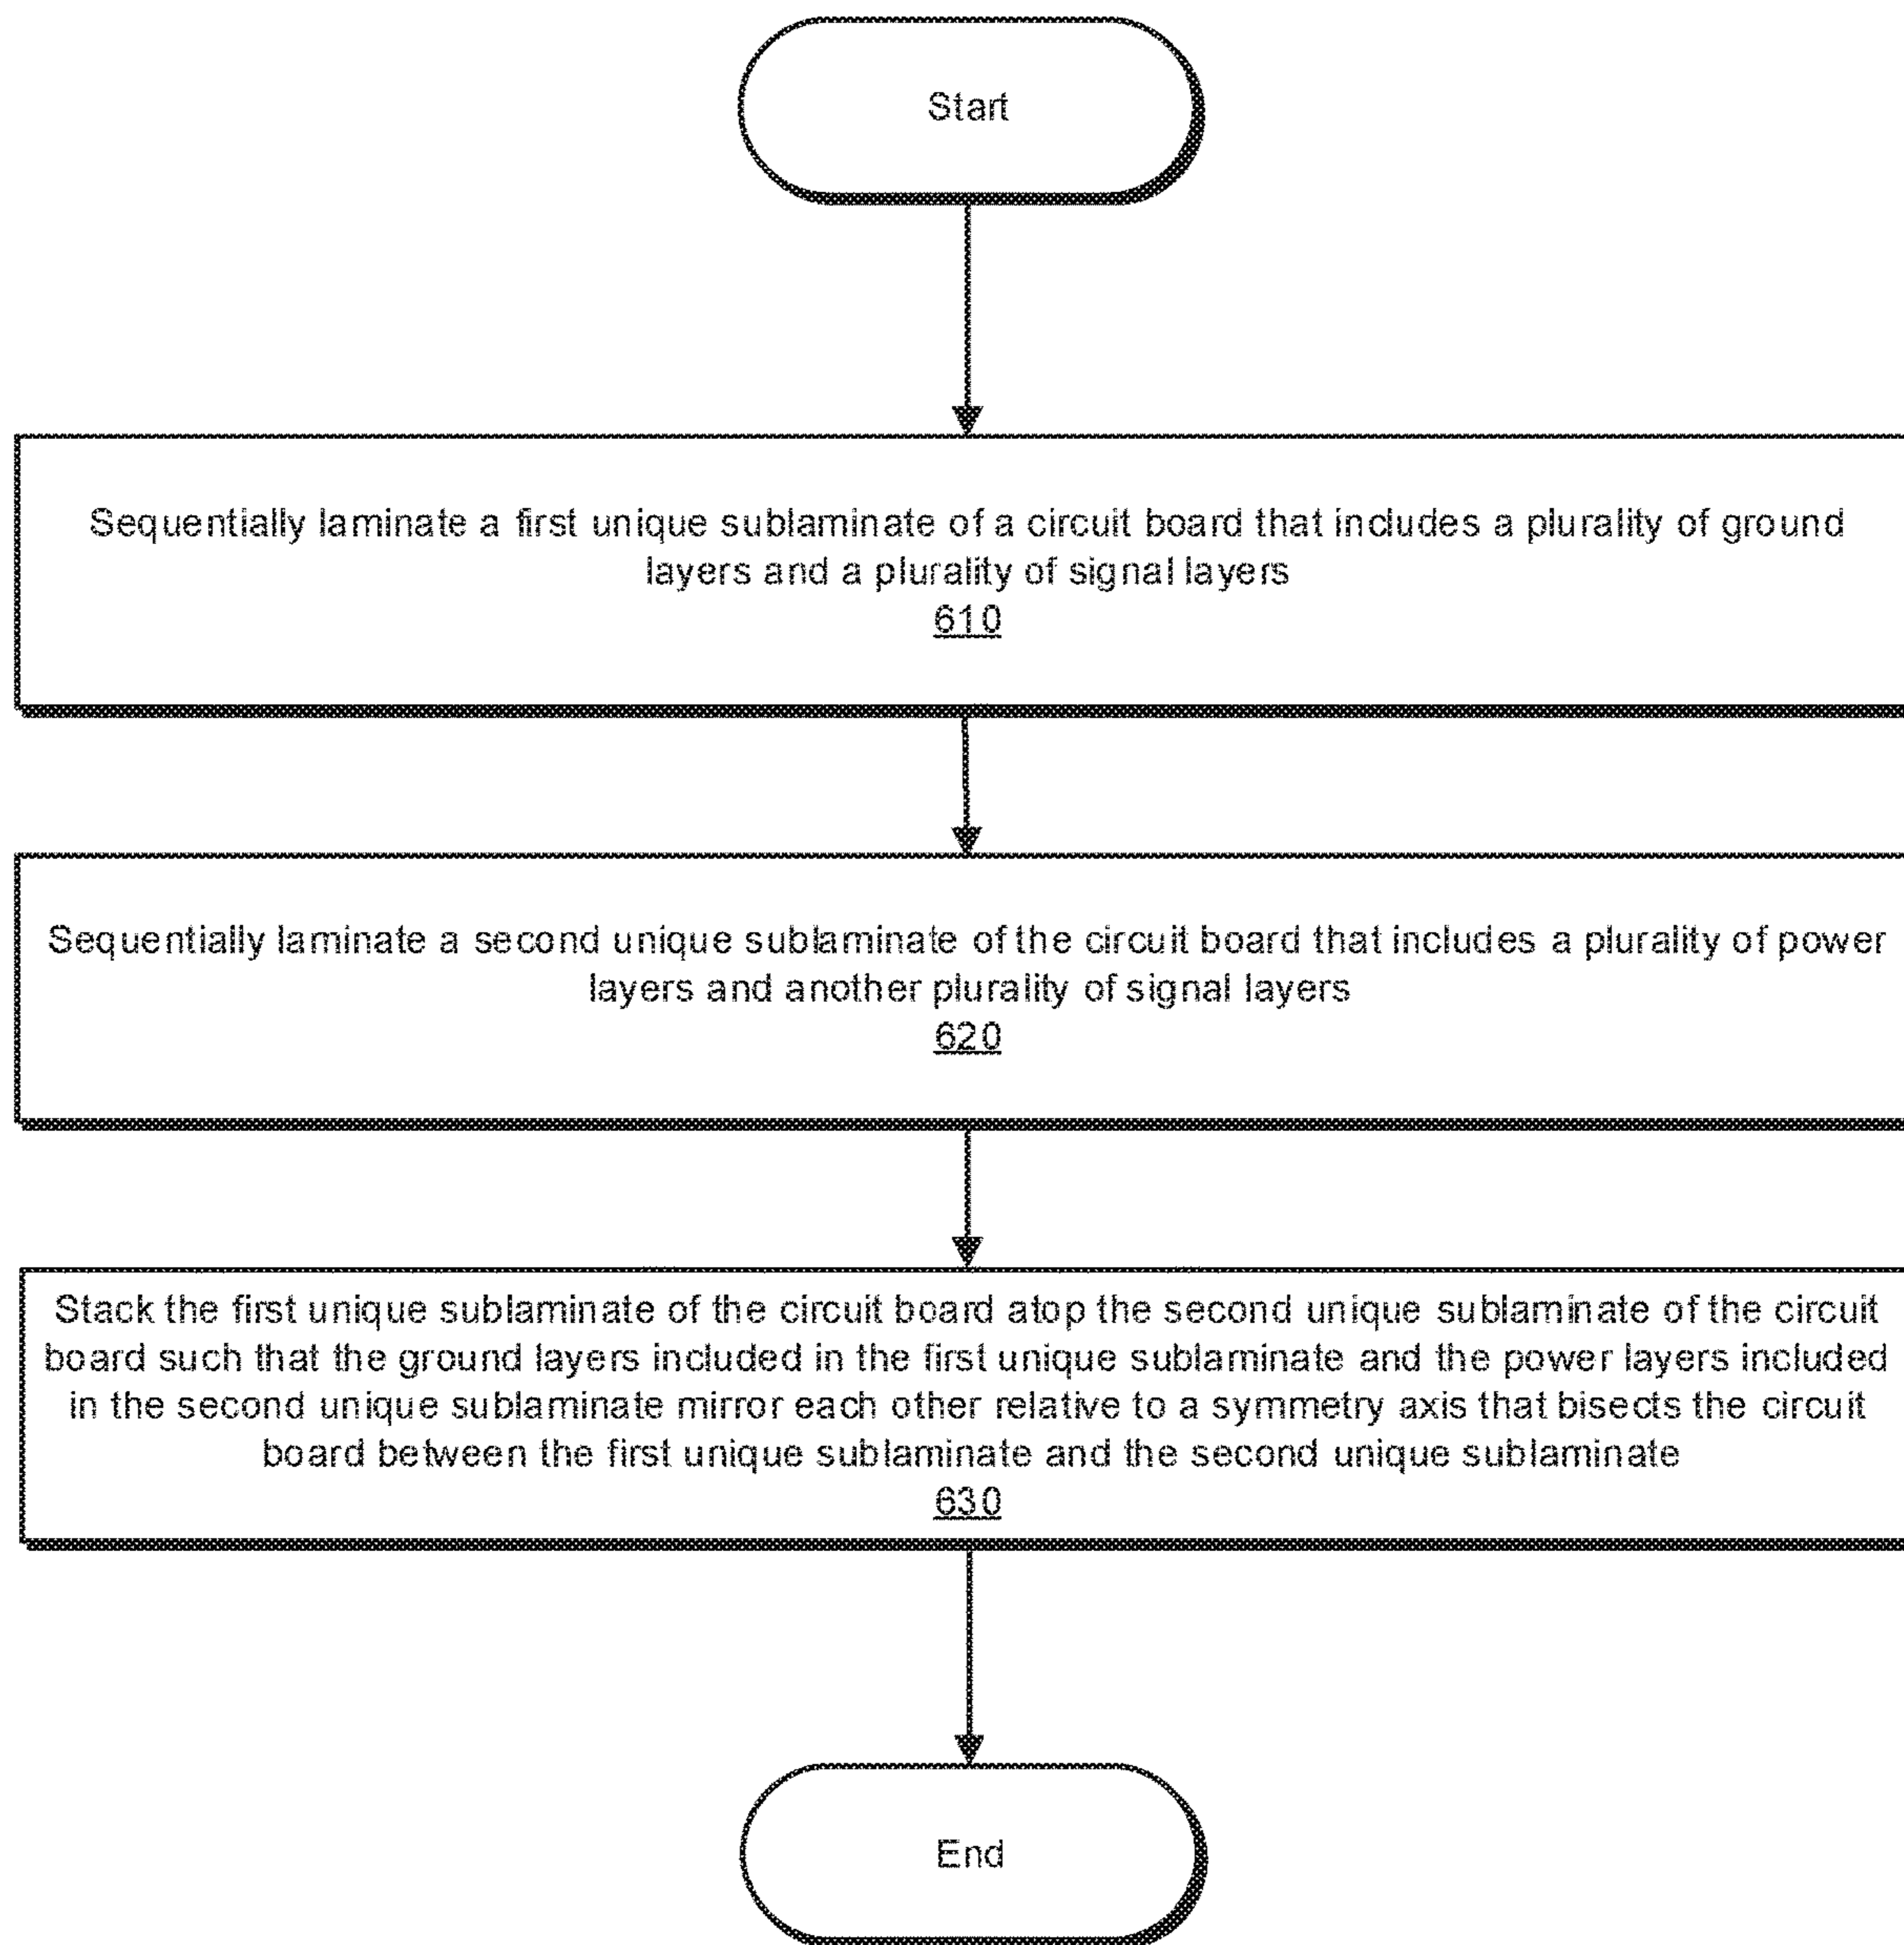 Start
Sequentially laminate a first unique sublaminate of a circuit board that includes a plurality of ground
layers and a plurality of signal layers
610
Sequentially laminate a second unique sublaminate of the circuit board that includes a plurality of power
layers and another plurality of signal layers
620
Stack the first unique sublaminate of the circuit board atop the second unique sublaminate of the circuit
board such that the ground layers included in the first unique sublaminate and the power layers included
in the second unique sublaminate mirror each other relative to a symmetry axis that bisects the circuit
board between the first unique sublaminate and the second unique sublaminate
630
End